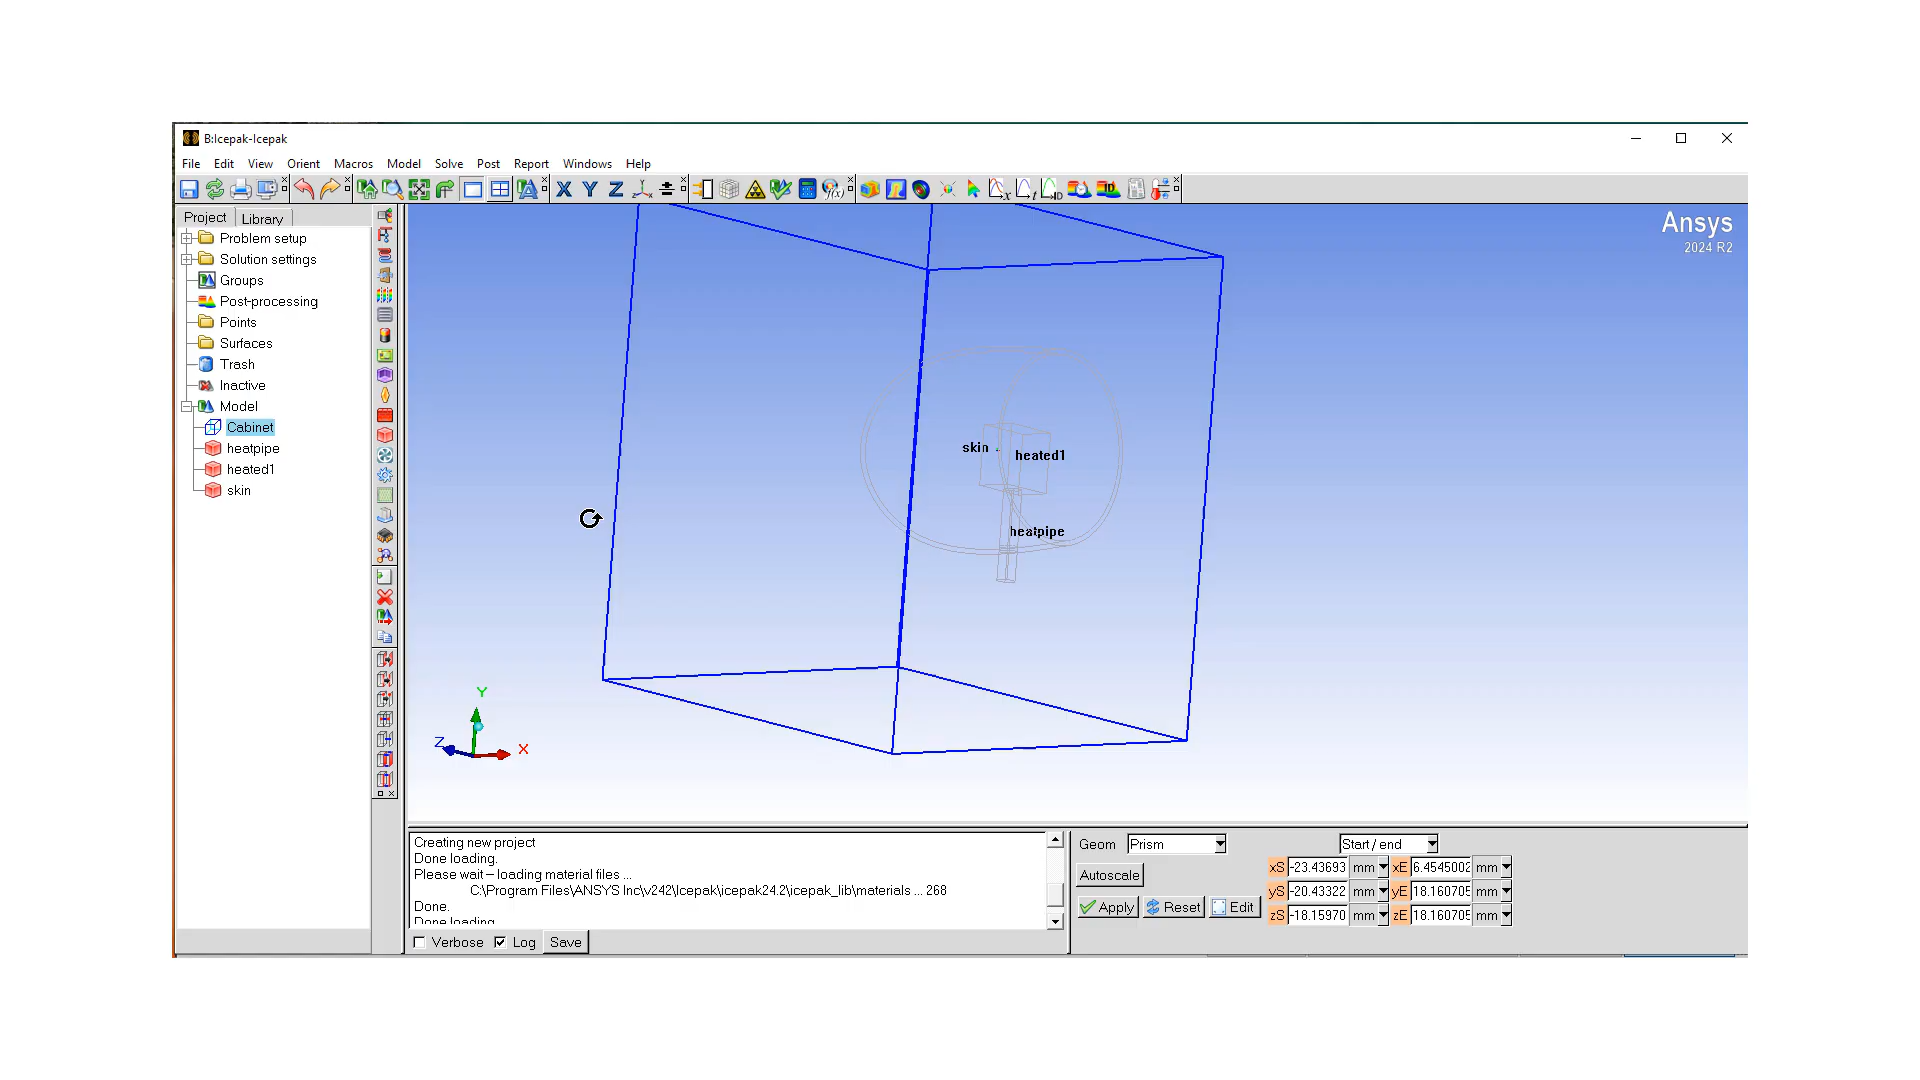 B:Icepak-Icepak
File Edit View Orient Macros Model Solve Post Report Windows Help
X Y Z
Project Library
Problem setup
Solution settings
Groups
Post-processing
Points
Surfaces
Trash
Inactive
Model
Cabinet
heatpipe
heated1
skin
Ansys
2024 R2
skin
heated1
heatpipe
Y
Z
X
Creating new project
Done loading.
Please wait – loading material files ...
C:\Program Files\ANSYS Inc\v242\Icepak\icepak24.2\icepak_lib\materials ... 268
Done.
Done loading.
Verbose Log Save
Geom Prism Start / end
Autoscale
xS -23.43693 mm xE 6.4545002 mm
yS -20.43322 mm yE 18.160705 mm
Apply Reset Edit
zS -18.15970 mm zE 18.160705 mm